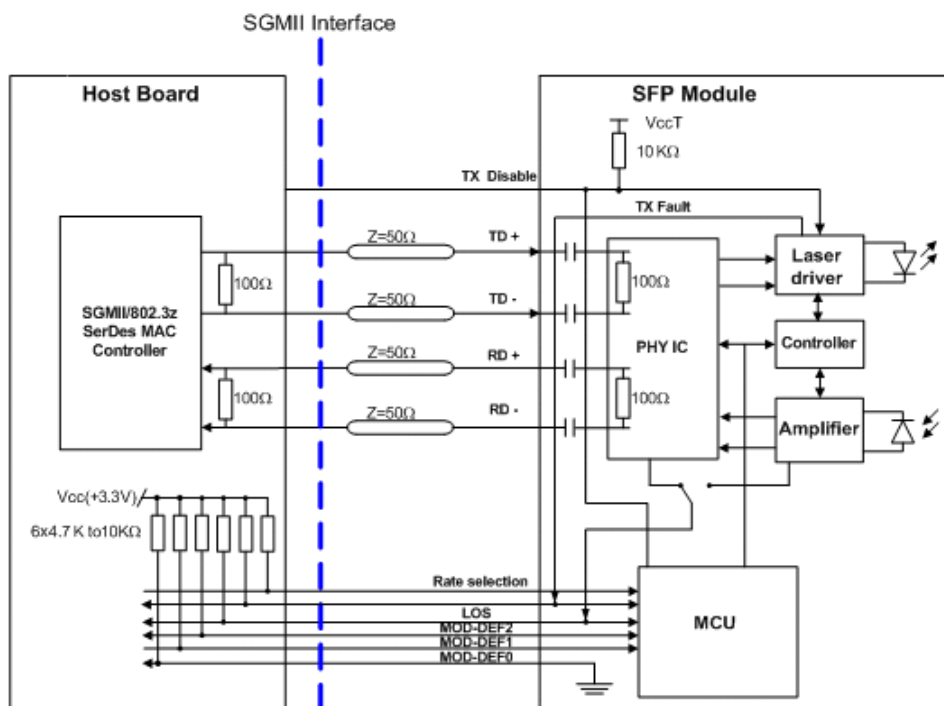 SGMII Interface
Host Board
SFP Module
VccT
10 KΩ
TX Disable
TX Fault
Z=50Ω
TD +
Laser
driver
100Ω
100Ω
SGMII/802.3z
SerDes MAC
Controller
Z=50Ω
TD -
PHY IC
Controller
Z=50Ω
RD +
100Ω
100Ω
Z=50Ω
RD -
Amplifier
Vcc(+3.3V)
6x4.7 K to10KΩ
Rate selection
LOS
MOD-DEF2
MOD-DEF1
MOD-DEF0
MCU